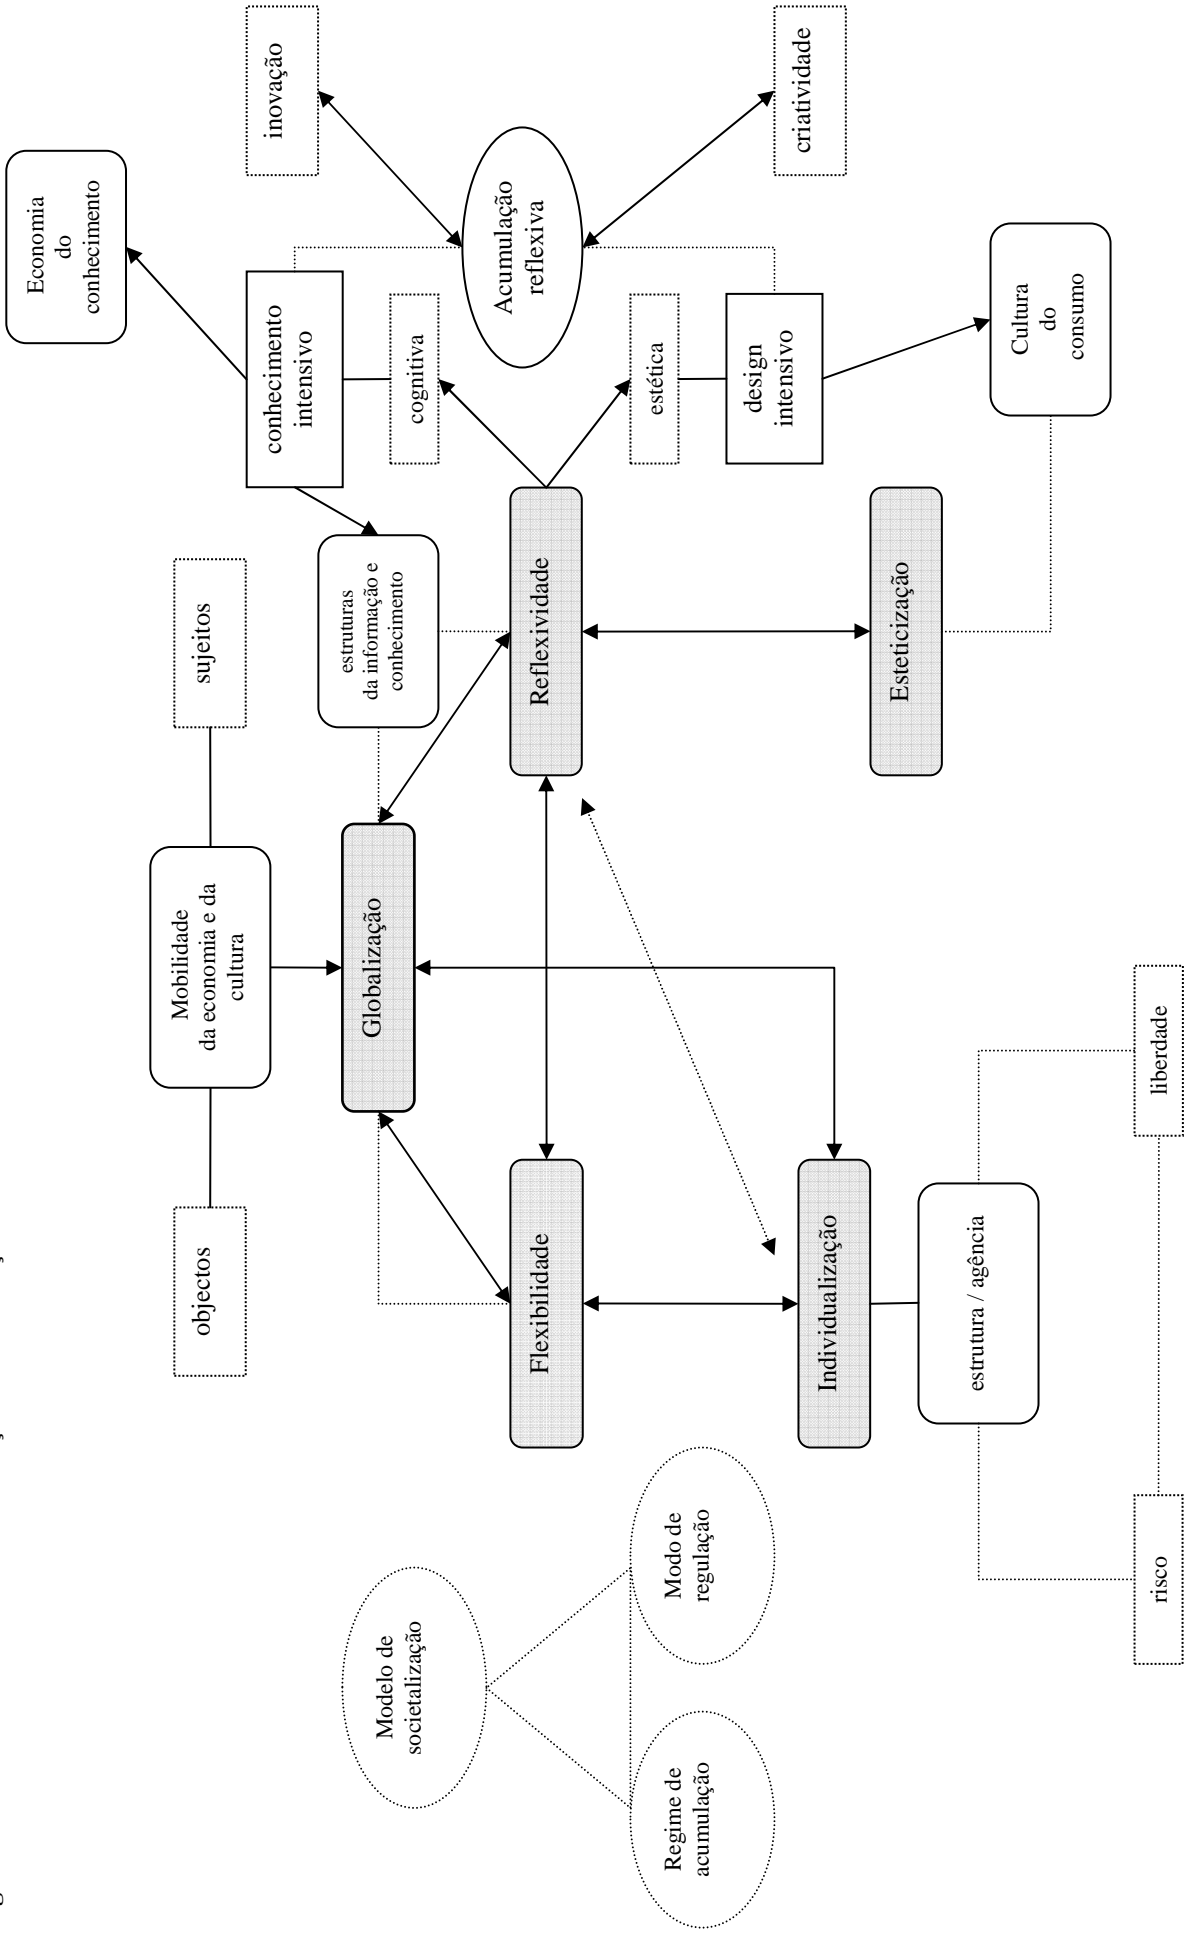 Economia
do
conhecimento
objectos
Mobilidade
da economia e da
cultura
sujeitos
inovação
conhecimento
intensivo
estruturas
da informação e
conhecimento
Modelo de
societalização
Globalização
cognitiva
Acumulação
reflexiva
Flexibilidade
Reflexividade
estética
Regime de
acumulação
Modo de
regulação
design
intensivo
criatividade
Individualização
Esteticização
estrutura / agência
Cultura
do
consumo
risco
liberdade